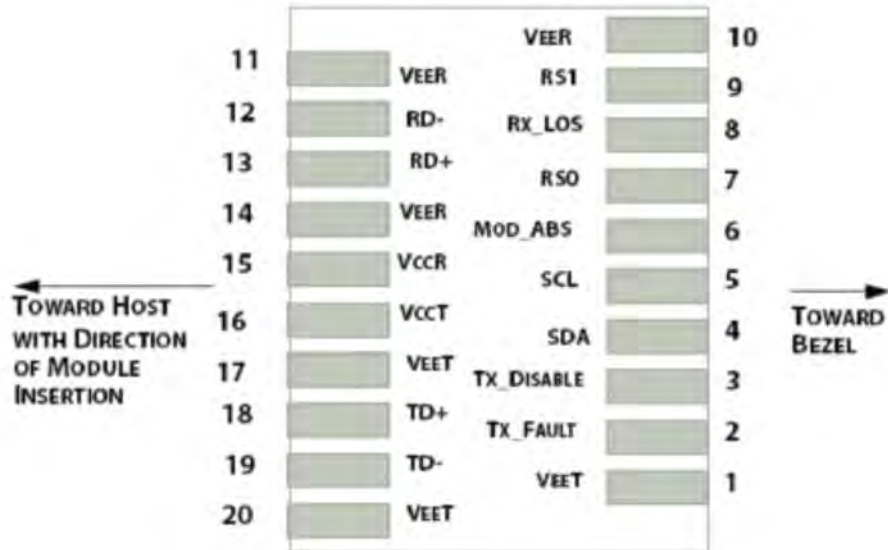 11 VEER
12 RD-
13 RD+
14 VEER
15 VCCR
16 VCCT
17 VEET
18 TD+
19 TD-
20 VEET
VEER 10
RS1 9
RX_LOS 8
RS0 7
MOD_ABS 6
SCL 5
SDA 4
TX_DISABLE 3
TX_FAULT 2
VEET 1
TOWARD HOST
WITH DIRECTION
OF MODULE
INSERTION
TOWARD
BEZEL